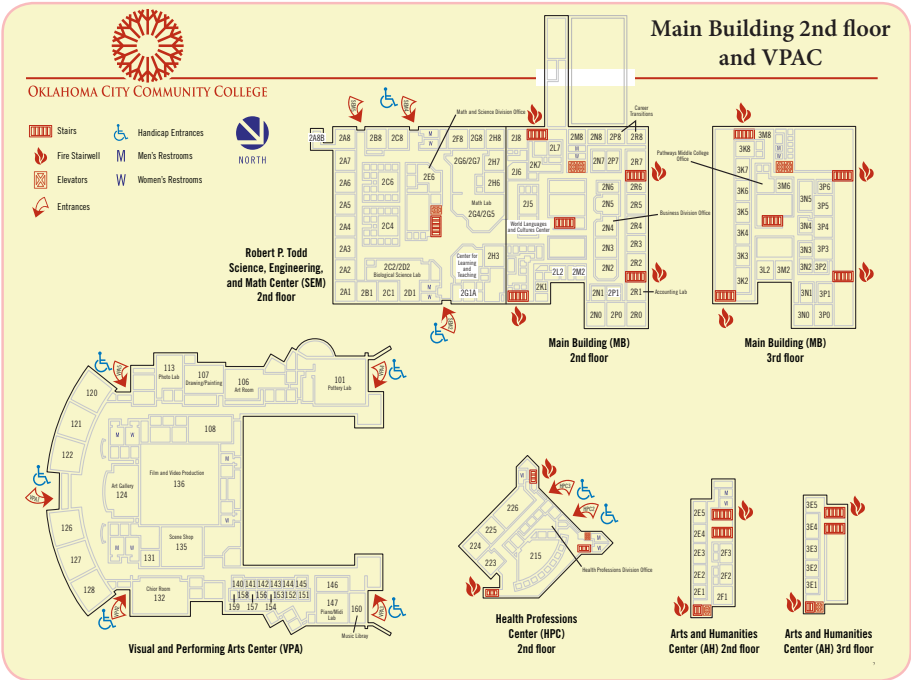 Main Building 2nd floor
and VPAC
OKLAHOMA CITY COMMUNITY COLLEGE
Stairs
Fire Stairwell
Elevators
Entrances
Handicap Entrances
M Men's Restrooms
W Women's Restrooms
NORTH
Math and Science Division Office
Career
Transitions
2A8B 2A8 2B8 2C8 M W 2F8 2G8 2H8 2J8 2L7 2M8 2N8 2P8 2R8
2A7 2E6 2G6/2G7 2H7 2K7 2J6 M W 2N7 2P7 2R7
2A6 2C6 2H6 2N6 2R6
2A5 Math Lab 2J5 2N5 2R5
2G4/2G5
2A4 2C4 World Languages
and Cultures Center
2N4 2R4
Business Division Office
2A3 2N3 2R3
Center for
Learning
and
Teaching
2H3
2A2 2C2/2D2
Biological Science Lab
2L2 2M2 2N2 2R2
2A1 2B1 2C1 2D1 M W 2G1A 2K1 2N1 2P1 2R1
Accounting Lab
2N0 2P0 2R0
Robert P. Todd
Science, Engineering,
and Math Center (SEM)
2nd floor
Main Building (MB)
2nd floor
Pathways Middle College
Office
3K8 3M8
3K7 M W
3K6 3M6 3P6
3K5 3N5 3P5
3K4 3N4 3P4
3K3 3N3 3P3
3L2 3M2 3N2 3P2
3K2 3N1 3P1
3N0 3P0
Main Building (MB)
3rd floor
113
Photo Lab
107
Drawing/Painting
106
Art Room
101
Pottery Lab
120
121
122
108
M W
M
Film and Video Production
136
Art Gallery
124
W
126
127
128
M W
131
Scene Shop
135
Choir Room
132
140 141 142 143 144 145
158 156 153 152 151
159 157 154
146
147
Piano/Midi
Lab
160
Music Libray
Visual and Performing Arts Center (VPA)
W
HPC3
HPC2
226
225
224
223
215
M
W
Health Professions Division Office
Health Professions
Center (HPC)
2nd floor
M
W
2E5
2E4
2E3 2F3
2E2 2F2
2E1 2F1
Arts and Humanities
Center (AH) 2nd floor
3E5
3E4
3E3
3E2
3E1
Arts and Humanities
Center (AH) 3rd floor